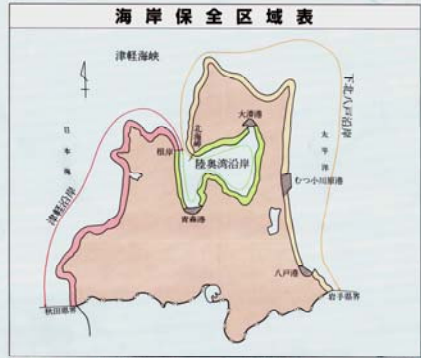 海岸保全区域表
津軽海峡
下北八戸沿岸
大湊港
北海岬
太平洋
日本海
根岸
陸奥湾沿岸
むつ小川原港
津軽沿岸
青森港
八戸港
秋田県界
岩手県界